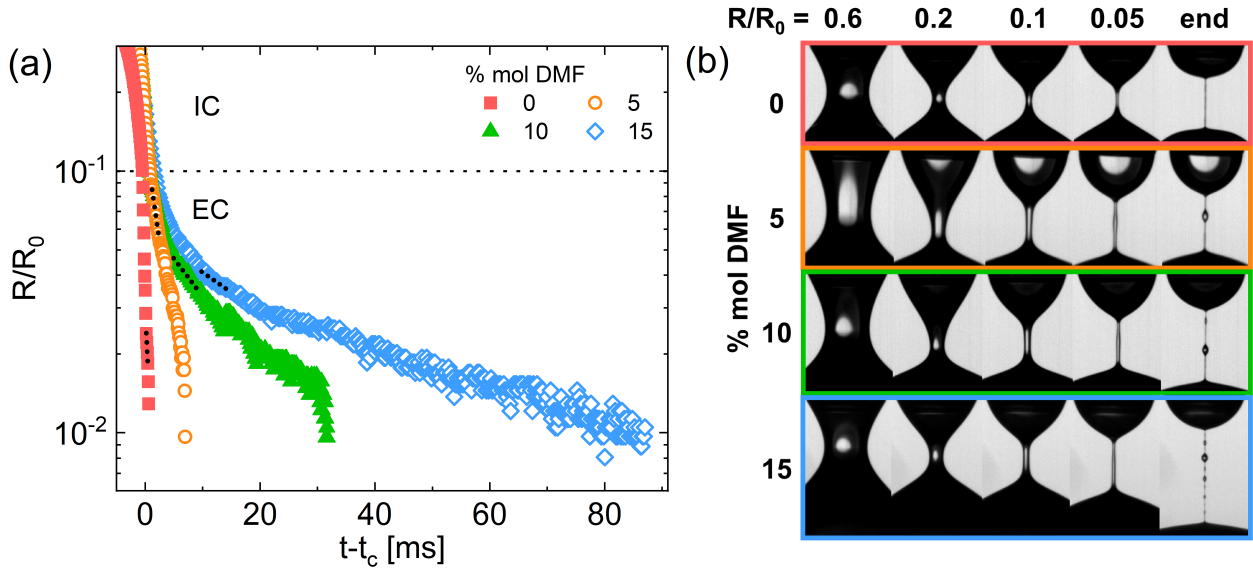 (a)
R/R₀
10⁻¹
10⁻²
IC
EC
% mol DMF
0 5
10 15
0 20 40 60 80
t-t꜀ [ms]
(b)
R/R₀ = 0.6 0.2 0.1 0.05 end
% mol DMF
0
5
10
15